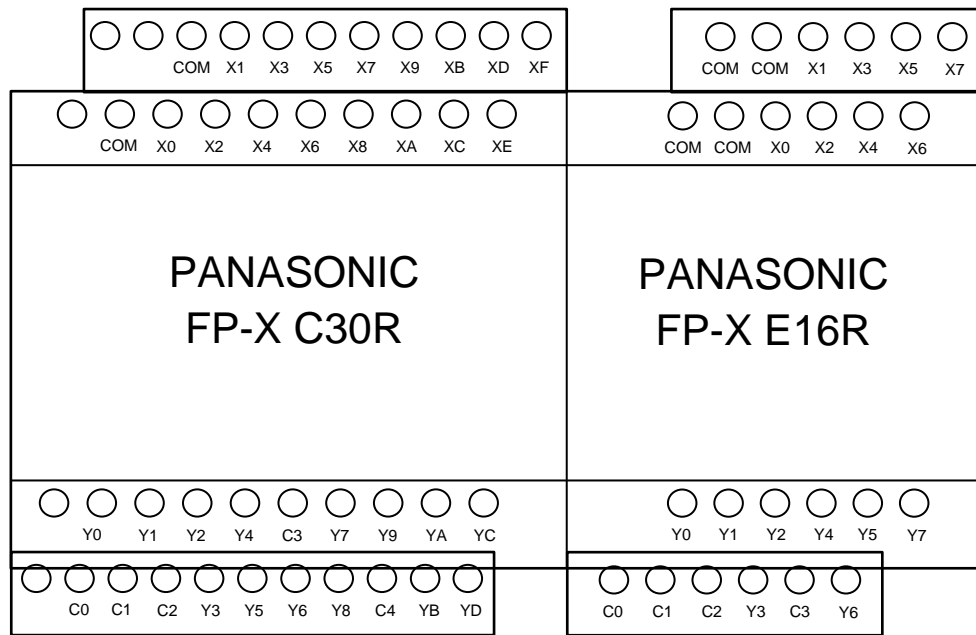 COM X1 X3 X5 X7 X9 XB XD XF
COM X0 X2 X4 X6 X8 XA XC XE
PANASONIC
FP-X C30R
Y0 Y1 Y2 Y4 C3 Y7 Y9 YA YC
C0 C1 C2 Y3 Y5 Y6 Y8 C4 YB YD
COM COM X1 X3 X5 X7
COM COM X0 X2 X4 X6
PANASONIC
FP-X E16R
Y0 Y1 Y2 Y4 Y5 Y7
C0 C1 C2 Y3 C3 Y6